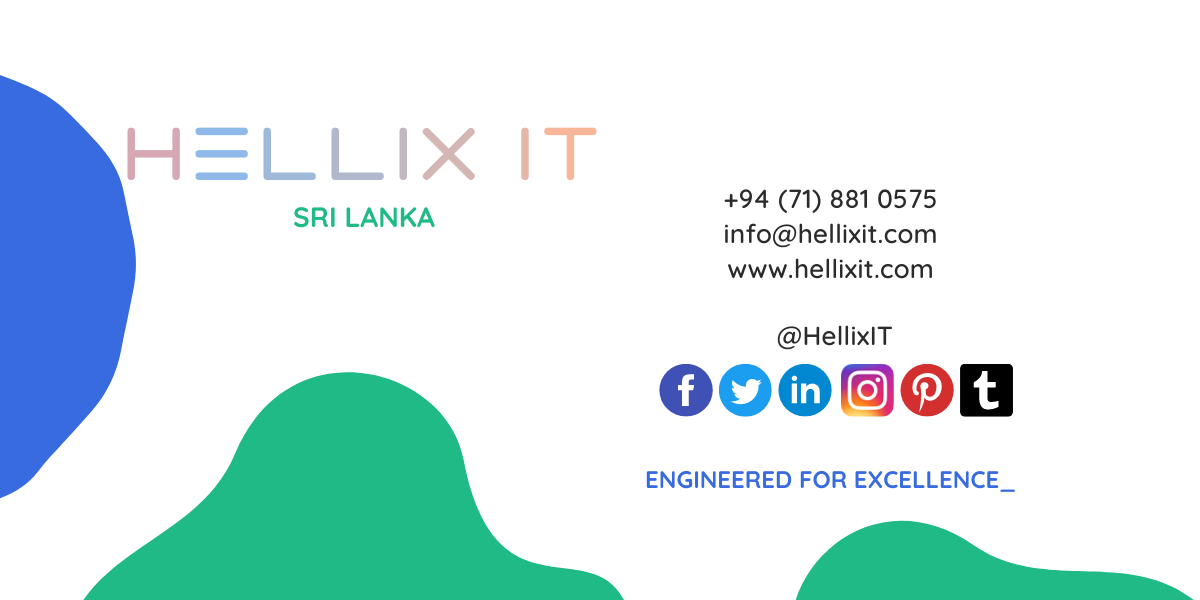 HELLIX IT
SRI LANKA
+94 (71) 881 0575
info@hellixit.com
www.hellixit.com
@HellixIT
ENGINEERED FOR EXCELLENCE_